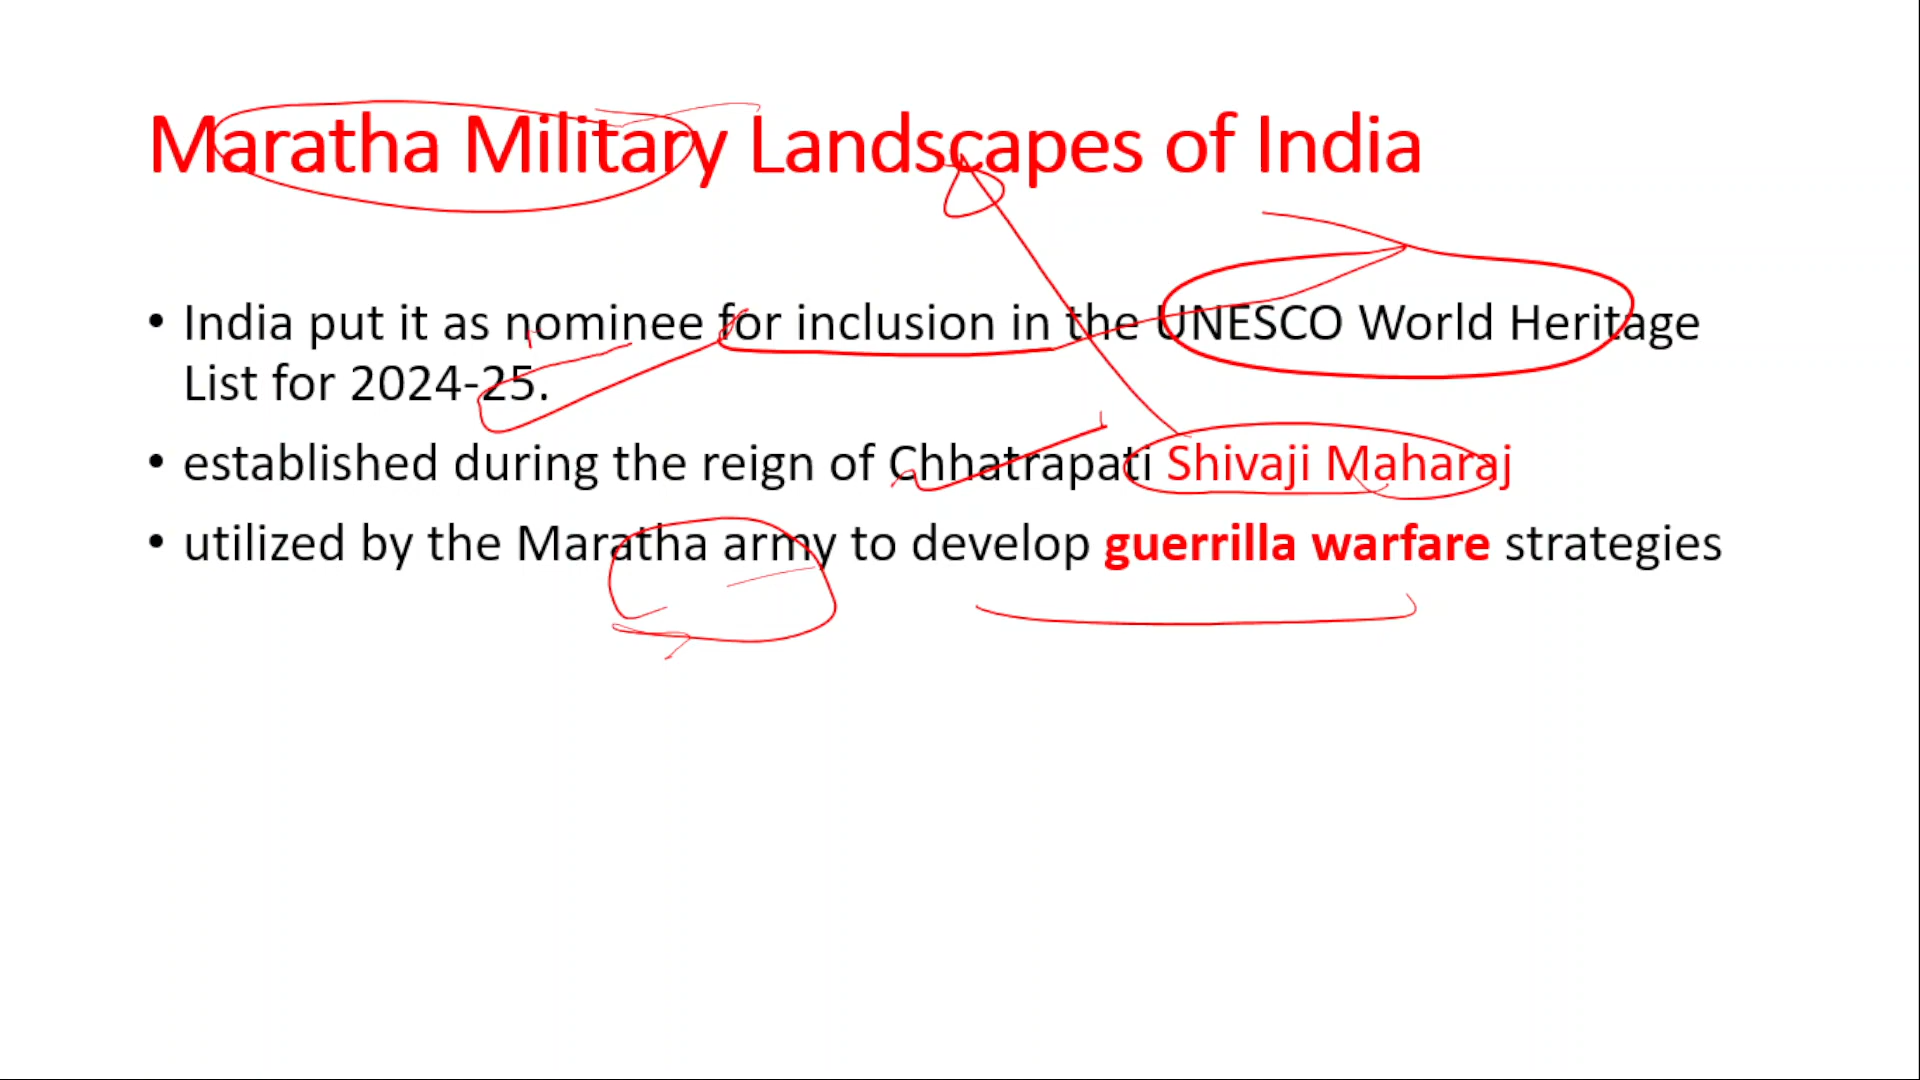 Maratha Military Landscapes of India
• India put it as nominee for inclusion in the UNESCO World Heritage
List for 2024-25.
• established during the reign of Chhatrapati Shivaji Maharaj
• utilized by the Maratha army to develop guerrilla warfare strategies